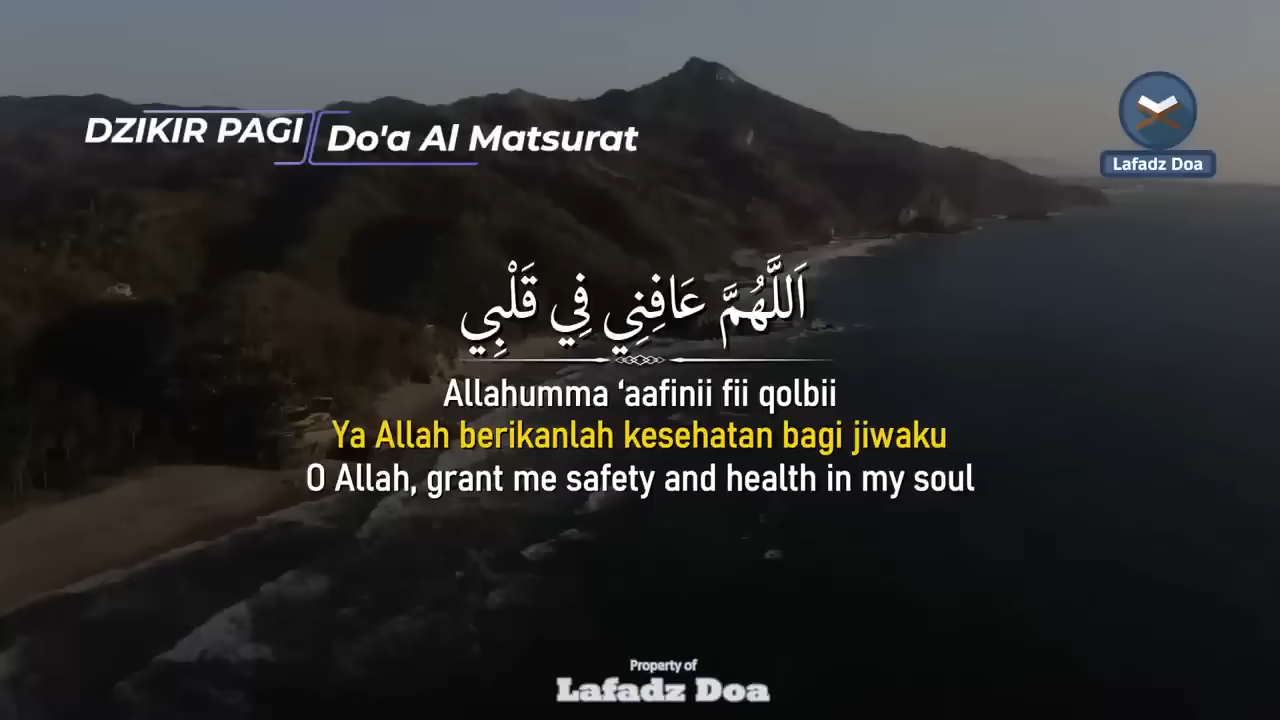 DZIKIR PAGI
Do'a Al Matsurat
Lafadz Doa
اَللَّهُمَّ عَافِنِي فِي قَلْبِي
Allahumma ‘aafinii fii qolbii
Ya Allah berikanlah kesehatan bagi jiwaku
O Allah, grant me safety and health in my soul
Property of
Lafadz Doa